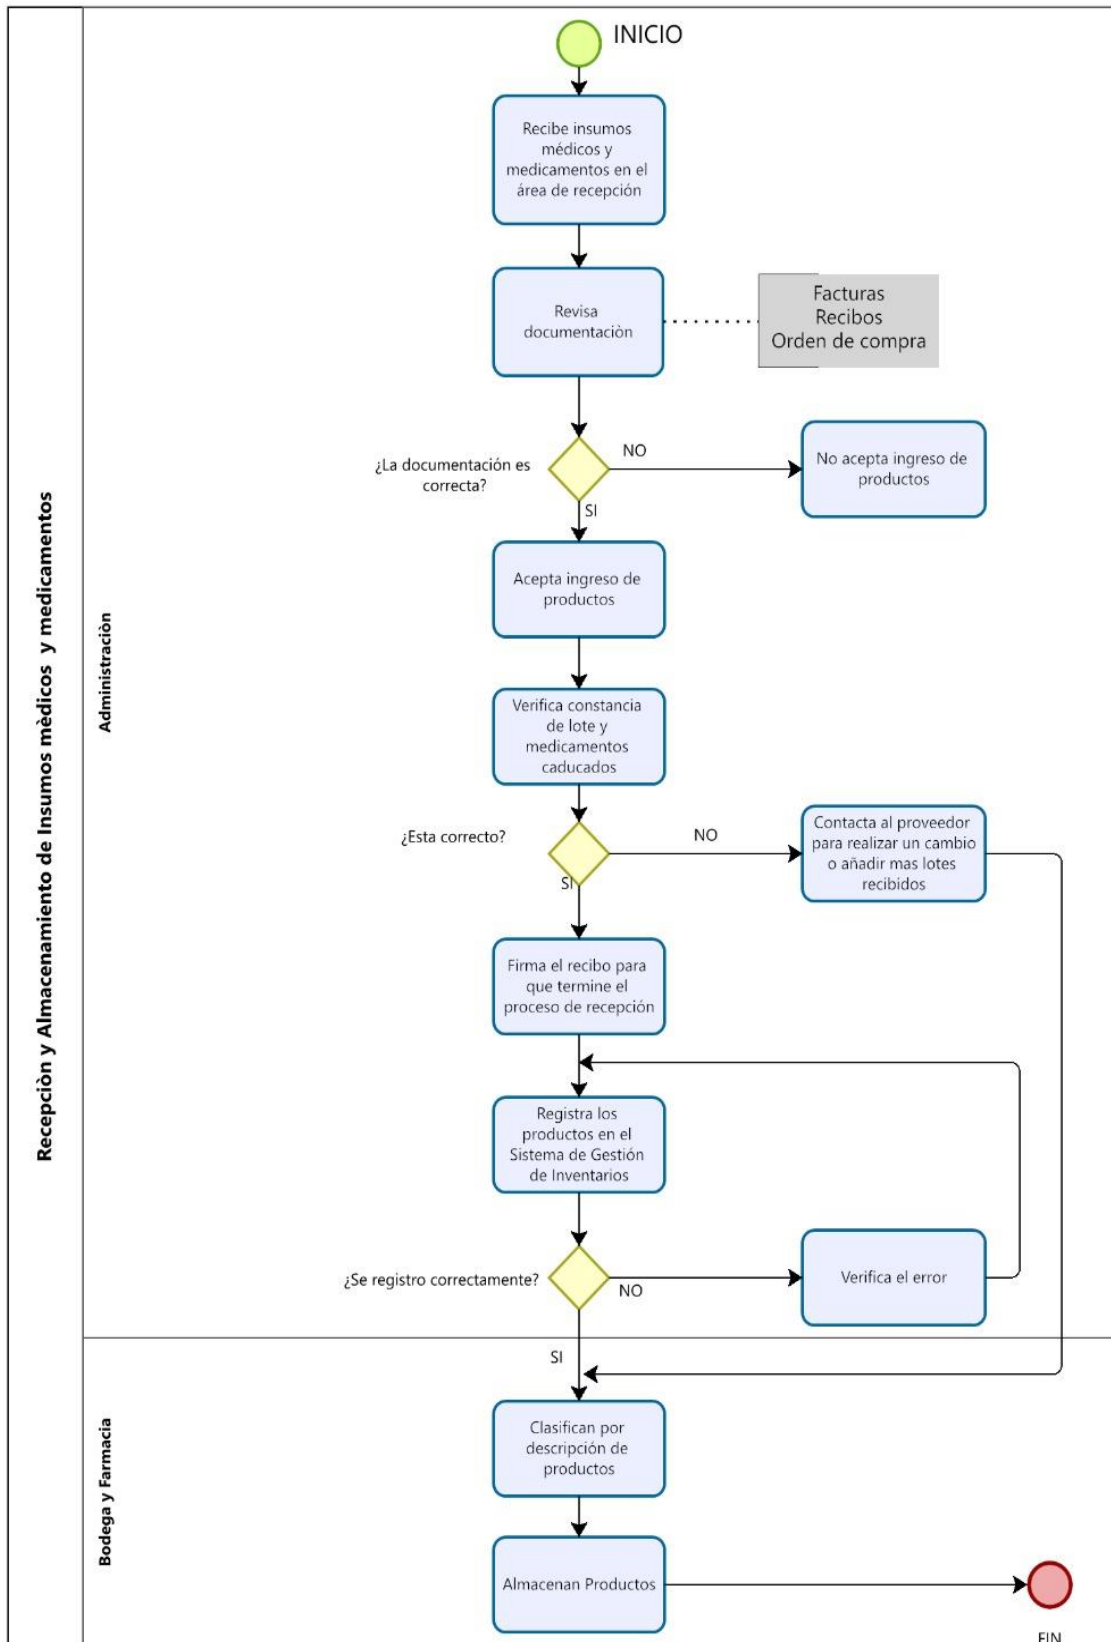 INICIO
Recibe insumos
médicos y
medicamentos en el
área de recepción
Revisa
documentaciòn
Facturas
Recibos
Orden de compra
¿La documentación es
correcta?
NO
No acepta ingreso de
productos
SI
Acepta ingreso de
productos
Verifica constancia
de lote y
medicamentos
caducados
¿Esta correcto?
NO
Contacta al proveedor
para realizar un cambio
o añadir mas lotes
recibidos
SI
Firma el recibo para
que termine el
proceso de recepción
Registra los
productos en el
Sistema de Gestión
de Inventarios
¿Se registro correctamente?
NO
Verifica el error
SI
Clasifican por
descripción de
productos
Almacenan Productos
FIN
Recepciòn y Almacenamiento de Insumos mèdicos y medicamentos
Administraciòn
Bodega y Farmacia